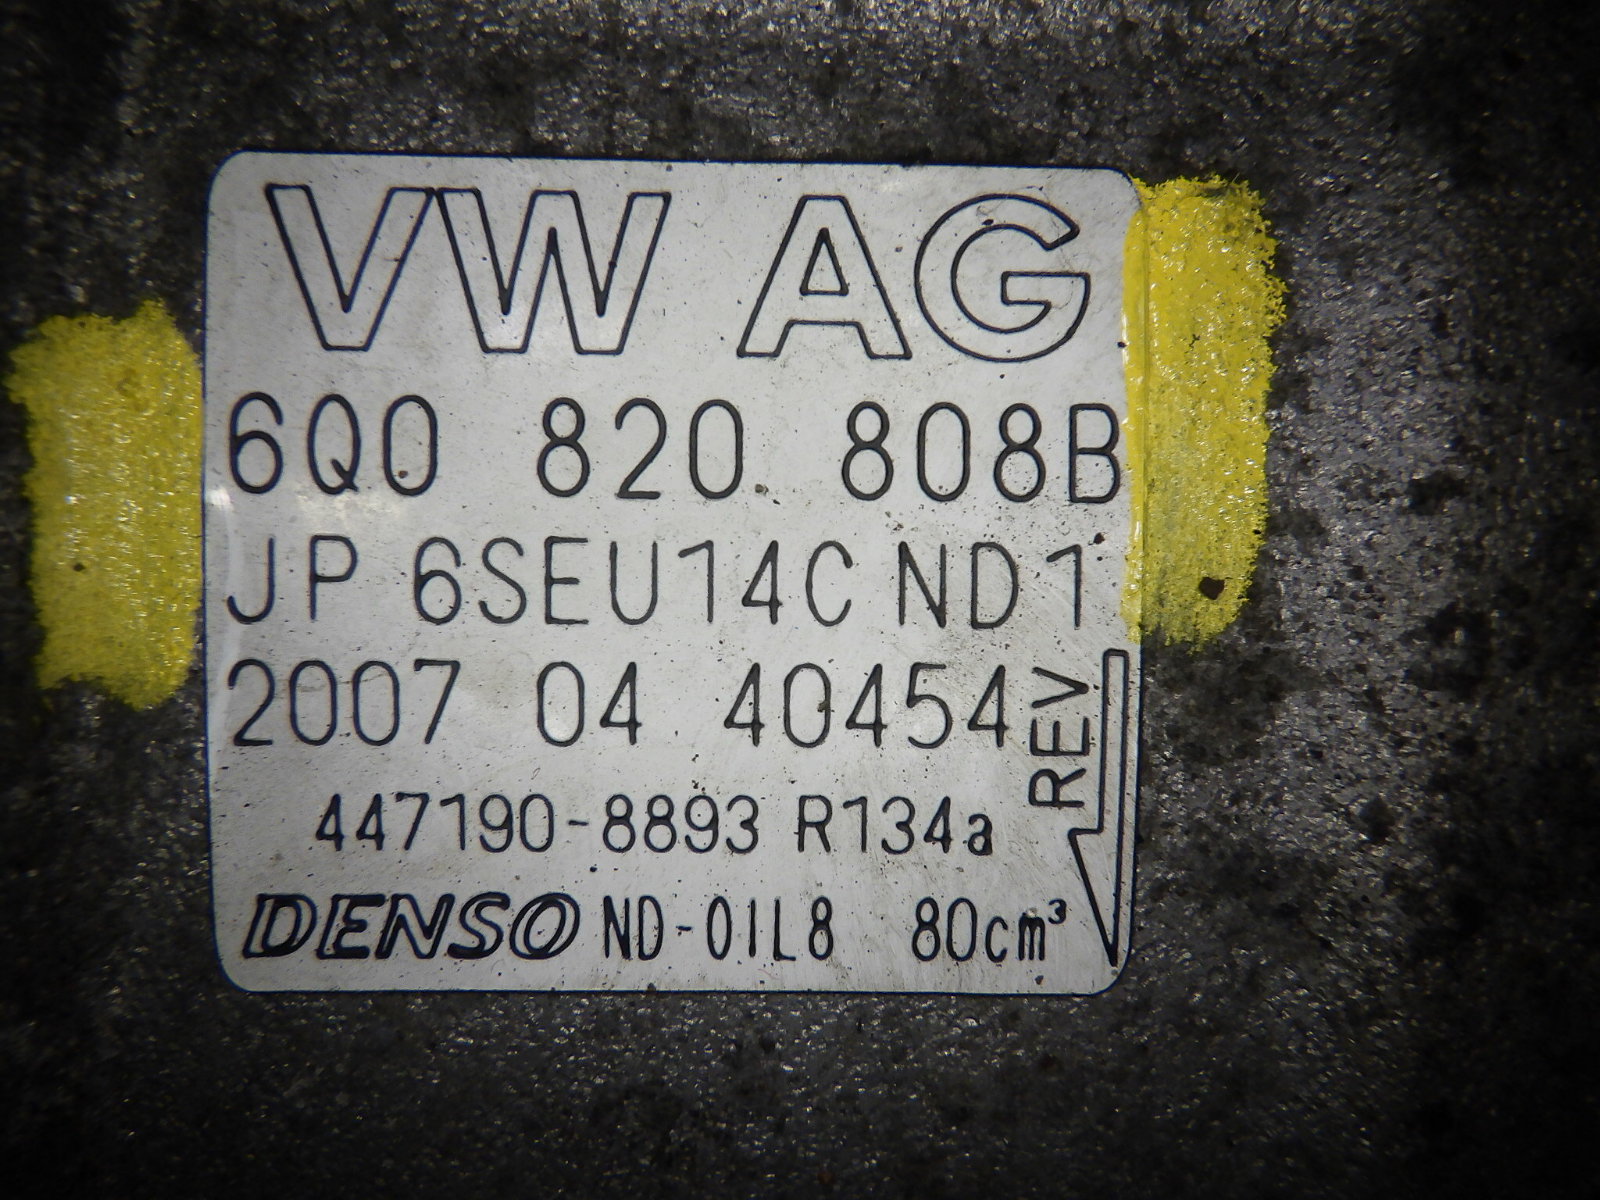 VW AG
6Q0 820 808B
JP 6SEU14C ND1
2007 04 40454
REV
447190-8893 R134a
DENSO ND-OIL8 80cm³